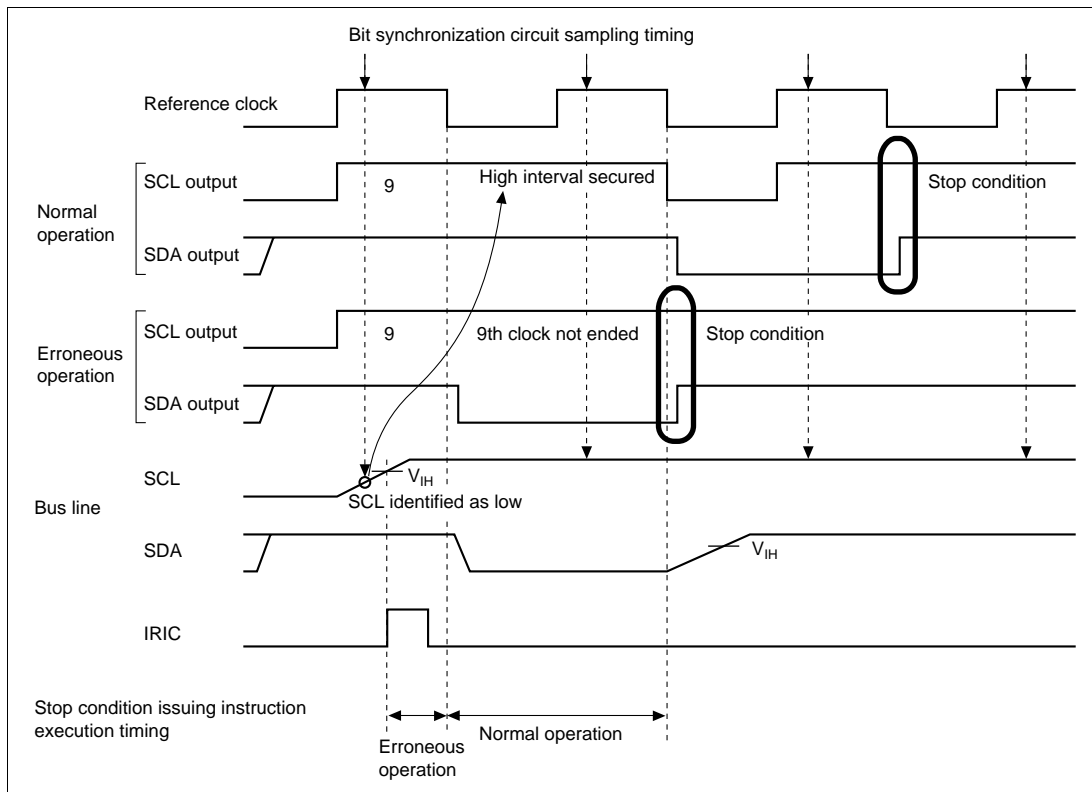 Bit synchronization circuit sampling timing
Reference clock
Normal
operation
SCL output
9
High interval secured
Stop condition
SDA output
Erroneous
operation
SCL output
9
9th clock not ended
Stop condition
SDA output
Bus line
SCL
VIH
SCL identified as low
SDA
VIH
IRIC
Stop condition issuing instruction
execution timing
Erroneous
operation
Normal operation